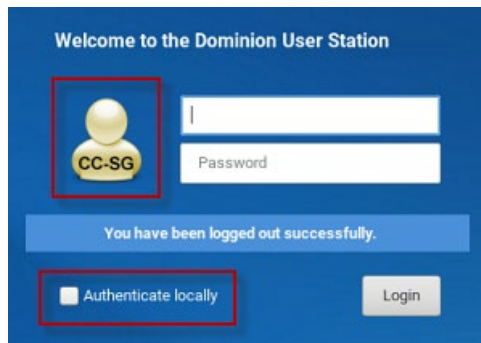 Welcome to the Dominion User Station
CC-SG
Password
You have been logged out successfully.
Authenticate locally
Login